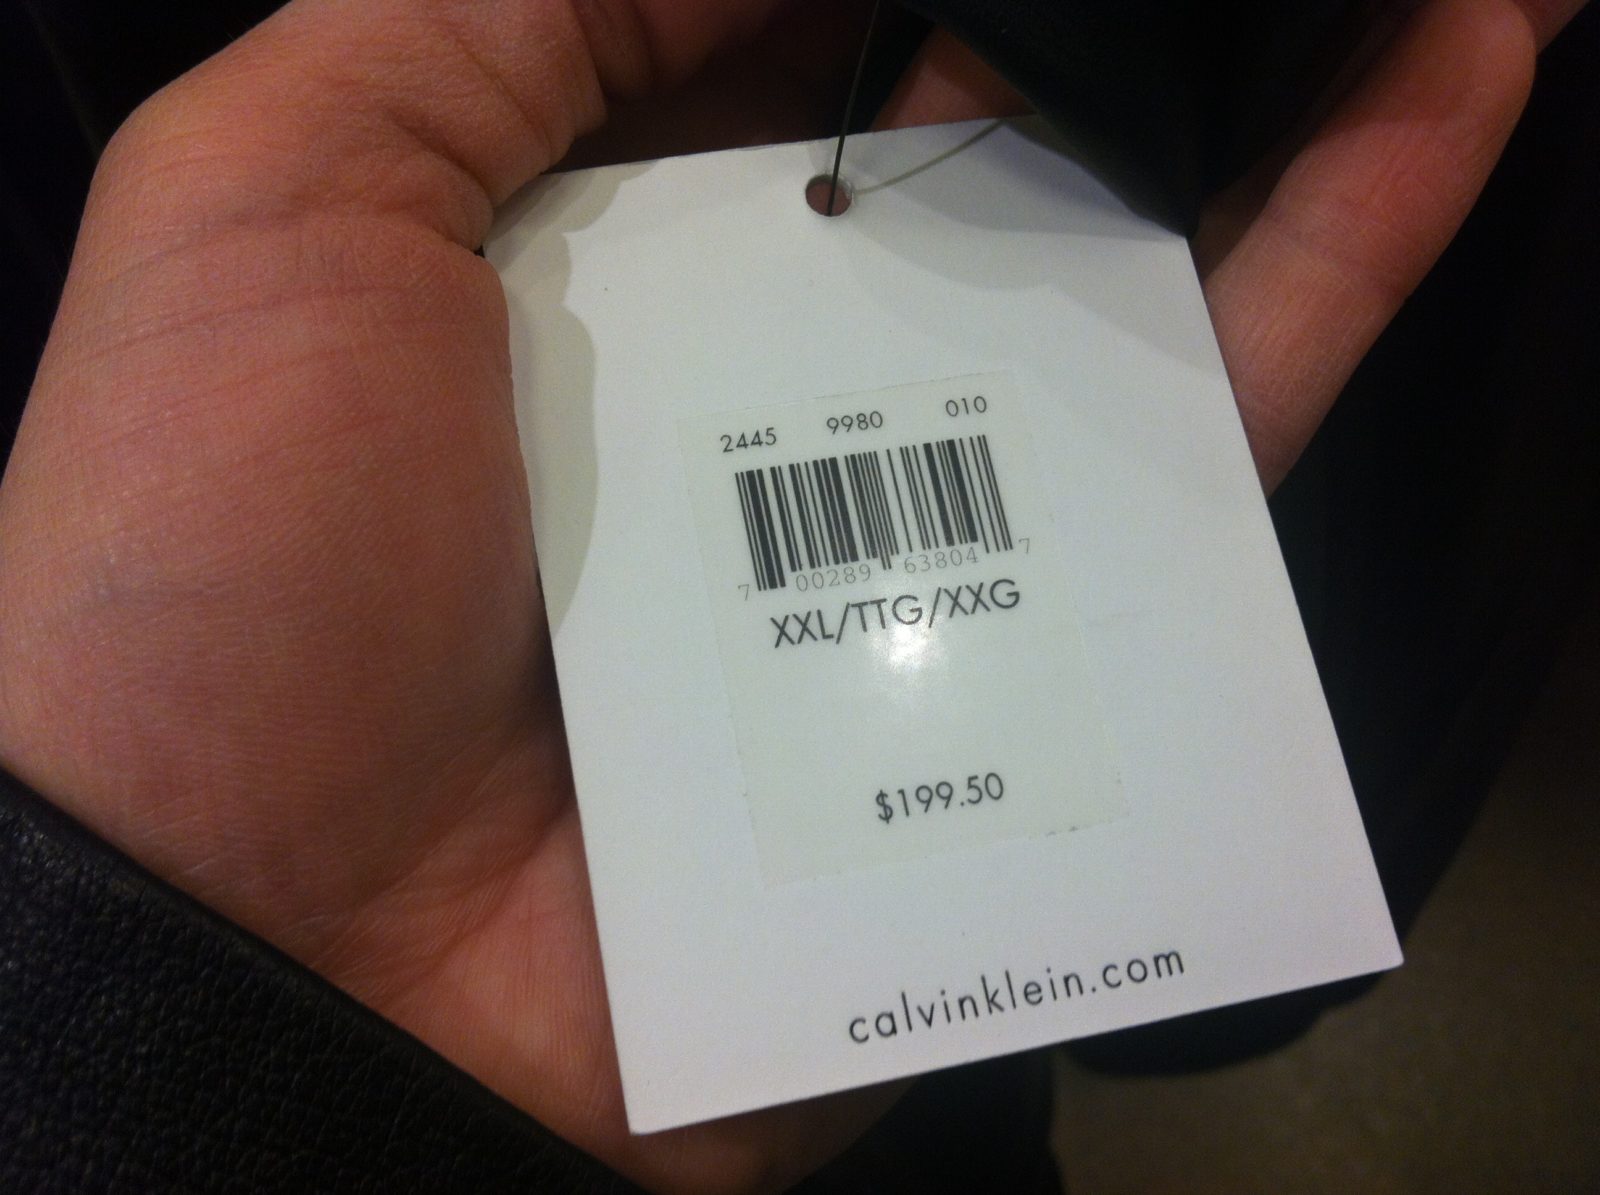 2445 9980 010
7 00289 63804 7
XXL/TTG/XXG
$199.50
calvinklein.com